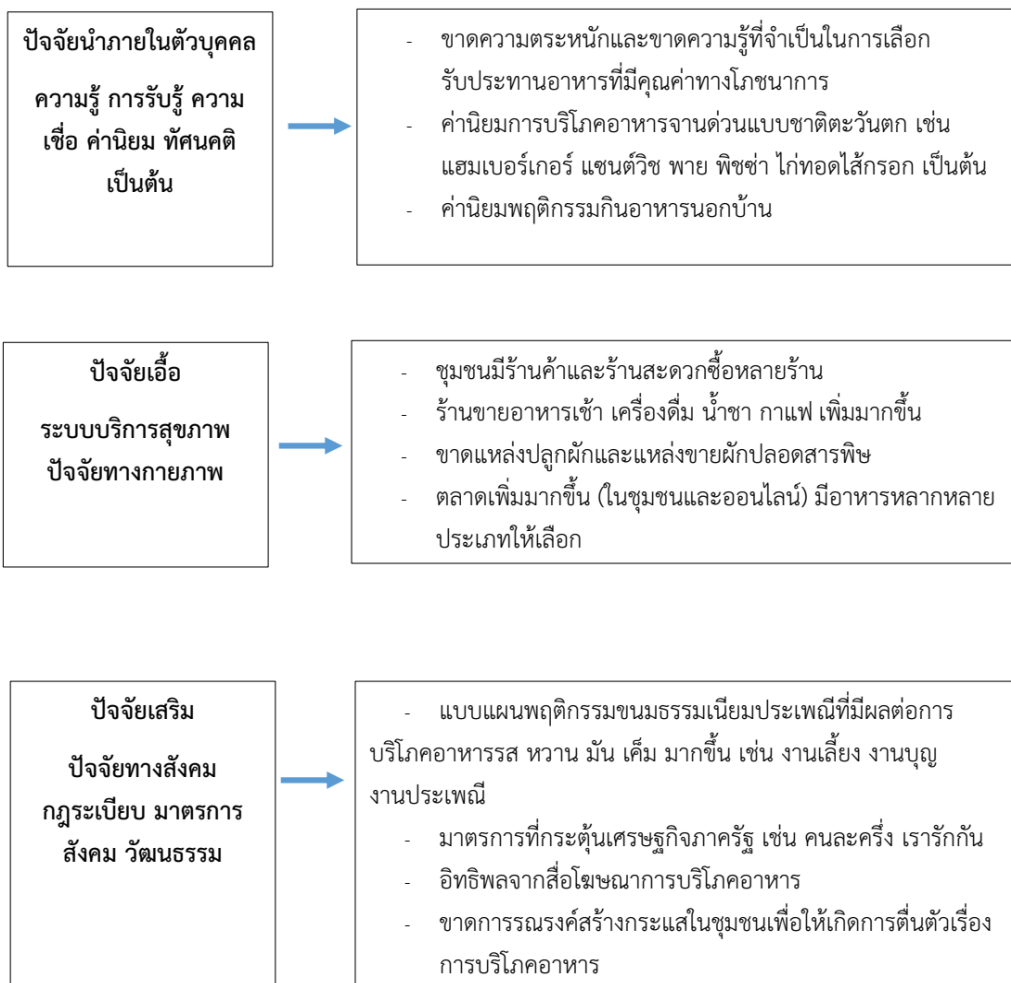 ปัจจัยนำภายในตัวบุคคล
ความรู้ การรับรู้ ความ
เชื่อ ค่านิยม ทัศนคติ
เป็นต้น
- ขาดความตระหนักและขาดความรู้ที่จำเป็นในการเลือก
รับประทานอาหารที่มีคุณค่าทางโภชนาการ
- ค่านิยมการบริโภคอาหารจานด่วนแบบชาติตะวันตก เช่น
แฮมเบอร์เกอร์ แซนต์วิช พาย พิชซ่า ไก่ทอดไส้กรอก เป็นต้น
- ค่านิยมพฤติกรรมกินอาหารนอกบ้าน
ปัจจัยเอื้อ
ระบบบริการสุขภาพ
ปัจจัยทางกายภาพ
- ชุมชนมีร้านค้าและร้านสะดวกซื้อหลายร้าน
- ร้านขายอาหารเช้า เครื่องดื่ม น้ำชา กาแฟ เพิ่มมากขึ้น
- ขาดแหล่งปลูกผักและแหล่งขายผักปลอดสารพิษ
- ตลาดเพิ่มมากขึ้น (ในชุมชนและออนไลน์) มีอาหารหลากหลาย
ประเภทให้เลือก
ปัจจัยเสริม
ปัจจัยทางสังคม
กฎระเบียบ มาตรการ
สังคม วัฒนธรรม
- แบบแผนพฤติกรรมขนมธรรมเนียมประเพณีที่มีผลต่อการ
บริโภคอาหารรส หวาน มัน เค็ม มากขึ้น เช่น งานเลี้ยง งานบุญ
งานประเพณี
- มาตรการที่กระตุ้นเศรษฐกิจภาครัฐ เช่น คนละครึ่ง เรารักกัน
- อิทธิพลจากสื่อโฆษณาการบริโภคอาหาร
- ขาดการรณรงค์สร้างกระแสในชุมชนเพื่อให้เกิดการตื่นตัวเรื่อง
การบริโภคอาหาร